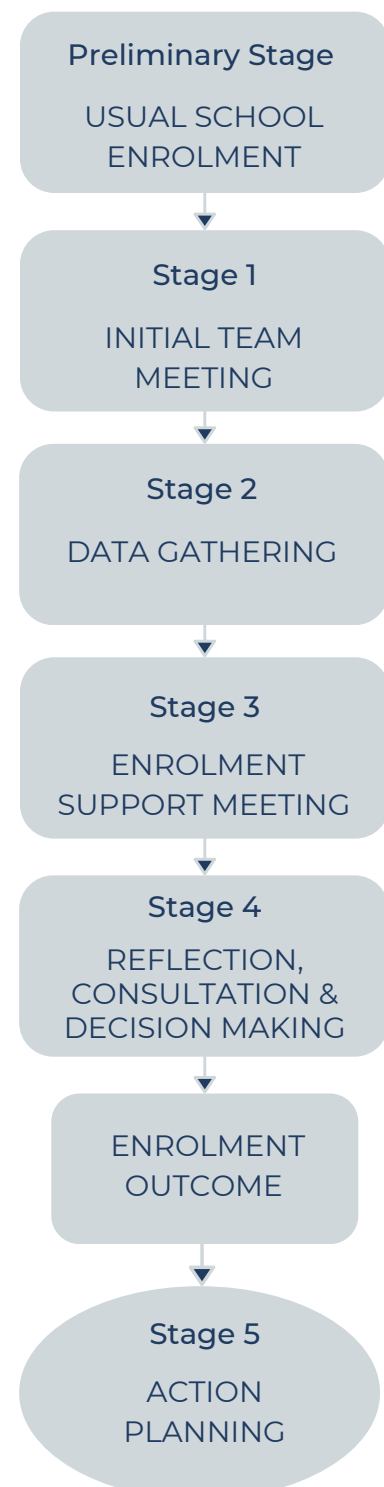 Preliminary Stage
USUAL SCHOOL
ENROLMENT
Stage 1
INITIAL TEAM
MEETING
Stage 2
DATA GATHERING
Stage 3
ENROLMENT
SUPPORT MEETING
Stage 4
REFLECTION,
CONSULTATION &
DECISION MAKING
ENROLMENT
OUTCOME
Stage 5
ACTION
PLANNING